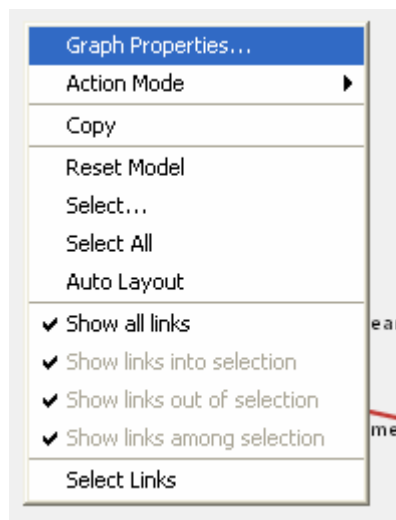 Graph Properties...
Action Mode
Copy
Reset Model
Select...
Select All
Auto Layout
Show all links
Show links into selection
Show links out of selection
Show links among selection
Select Links